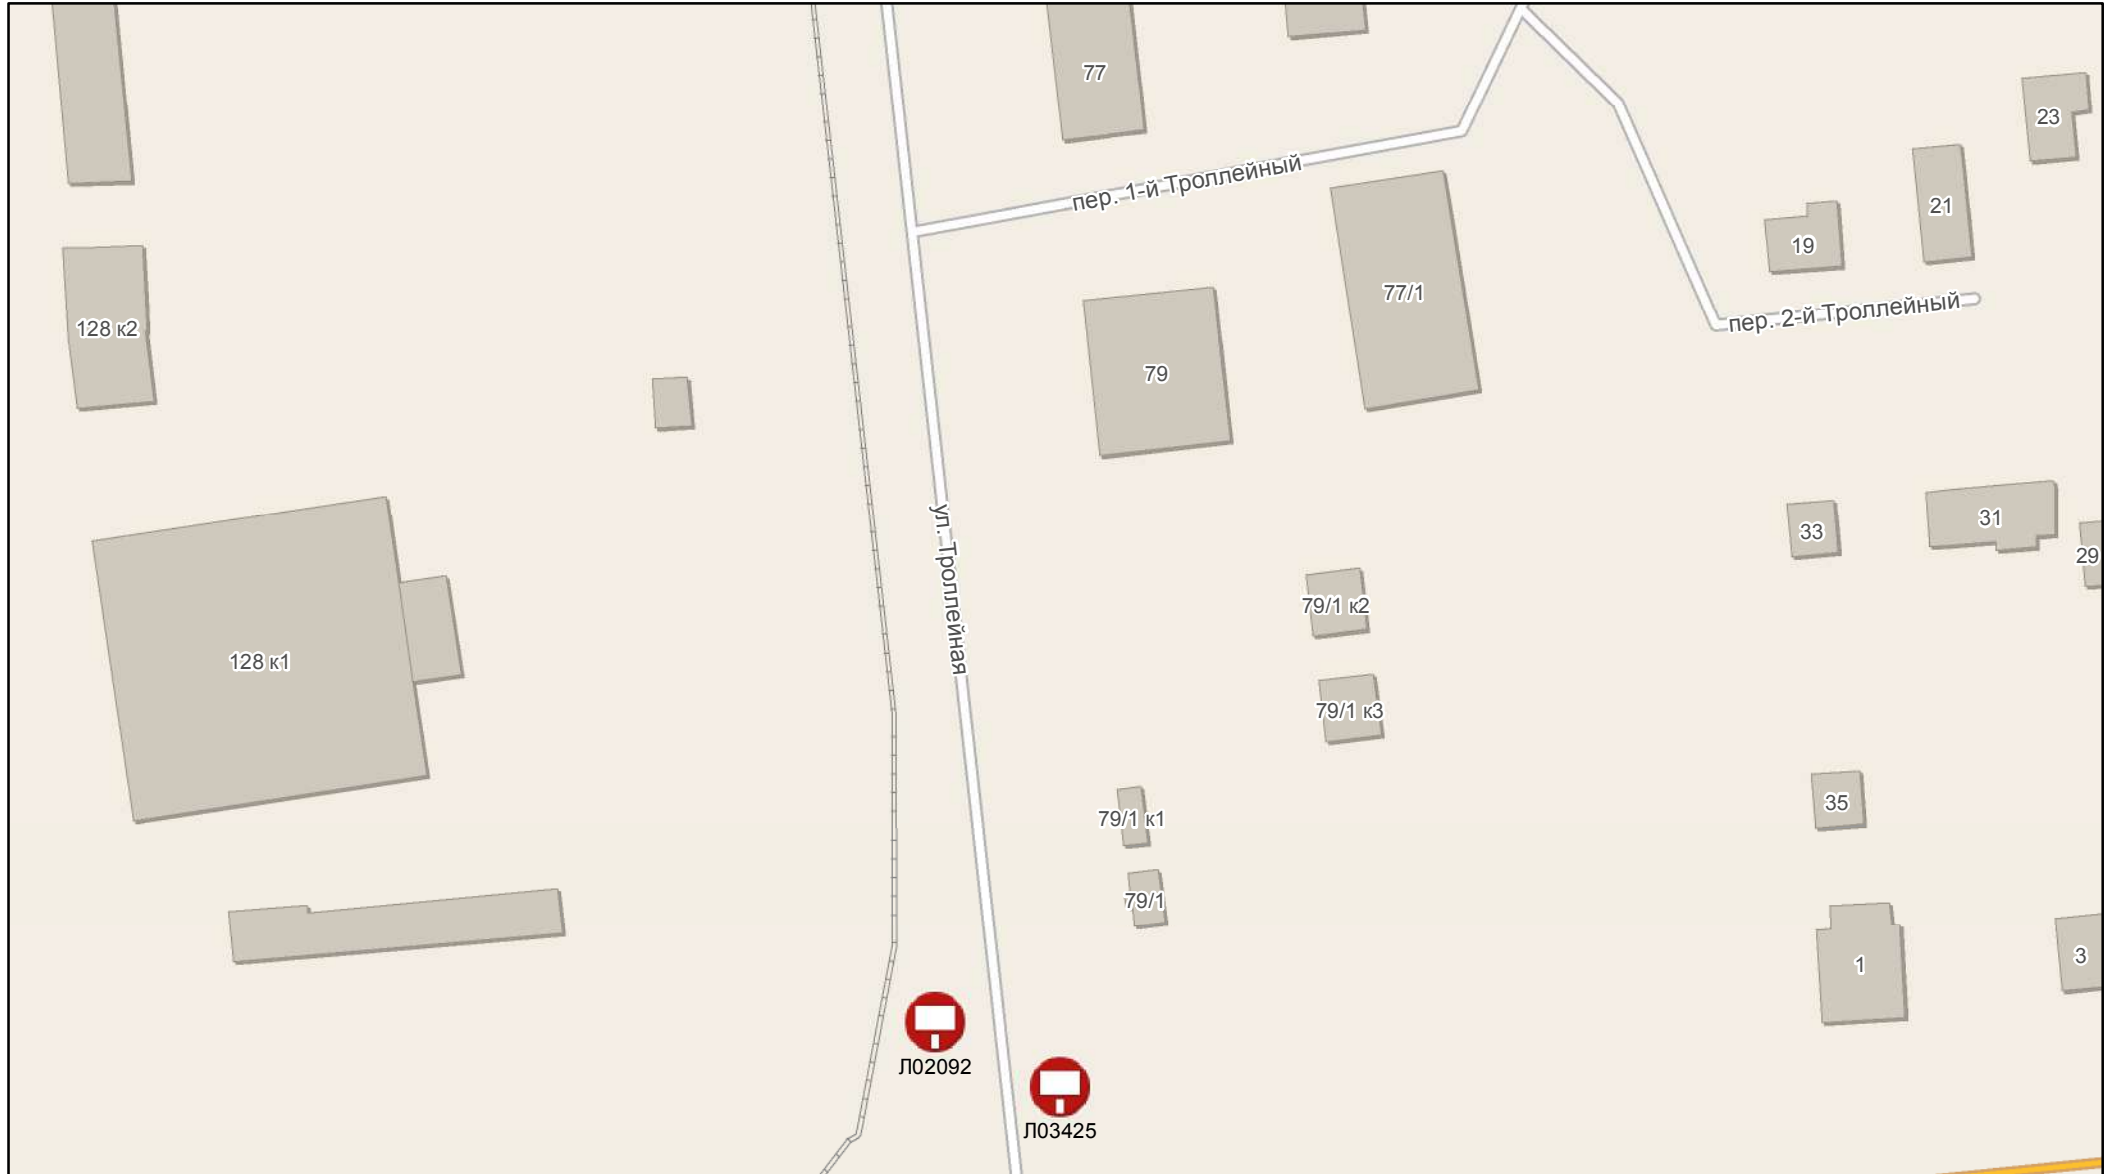 77
пер. 1-й Троллейный
23
21
19
77/1
128 к2
79
пер. 2-й Троллейный
ул. Троллейная
33
31
29
79/1 к2
128 к1
79/1 к3
79/1 к1
35
79/1
1
3
Л02092
Л03425